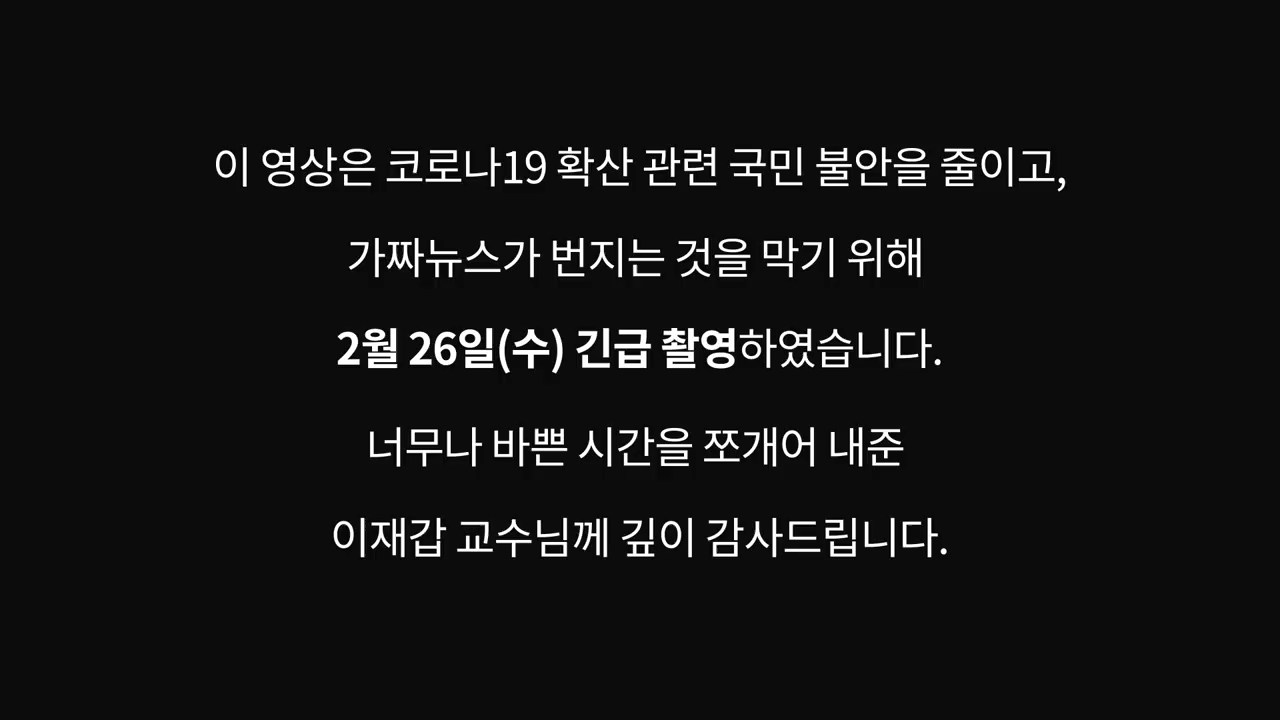 이 영상은 코로나19 확산 관련 국민 불안을 줄이고,
가짜뉴스가 번지는 것을 막기 위해
2월 26일(수) 긴급 촬영하였습니다.
너무나 바쁜 시간을 쪼개어 내준
이재갑 교수님께 깊이 감사드립니다.